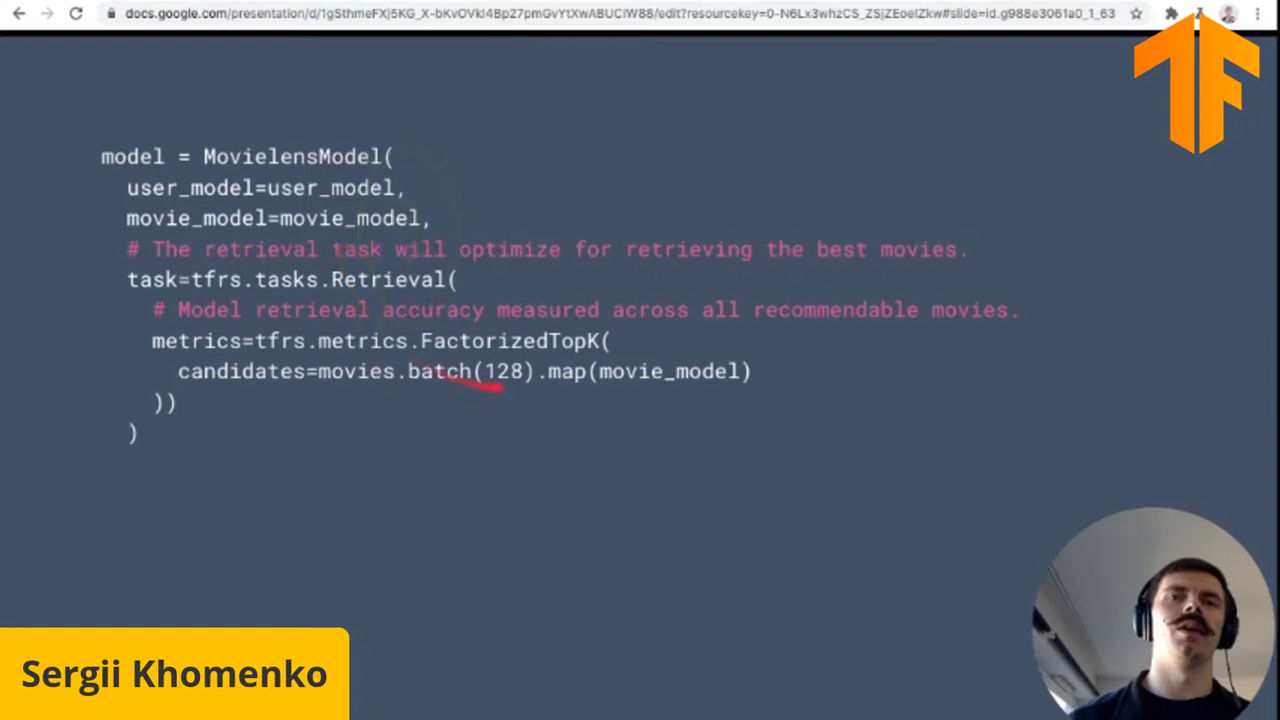 docs.google.com/presentation/d/1gSthmeFXj5KG_X-bKvOVkI4Bp27pmGvYtXwABUCIW88/edit?resourcekey=0-N6Lx3whzCS_ZSjZEoelZkw#slide=id.g988e3061a0_1_63
model = MovielensModel(
user_model=user_model,
movie_model=movie_model,
# The retrieval task will optimize for retrieving the best movies.
task=tfrs.tasks.Retrieval(
# Model retrieval accuracy measured across all recommendable movies.
metrics=tfrs.metrics.FactorizedTopK(
candidates=movies.batch(128).map(movie_model)
))
)
Sergii Khomenko